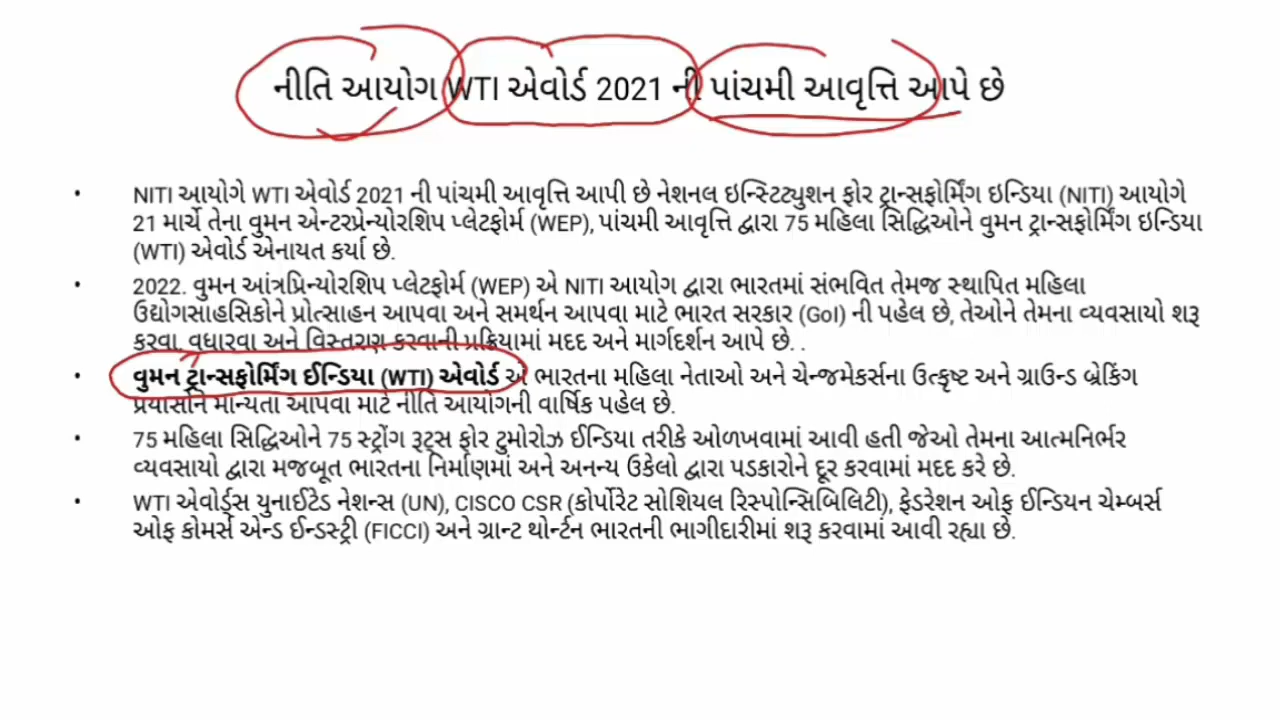 નીતિ આયોગ WTI એવોર્ડ 2021 ની પાંચમી આવૃત્તિ આપે છે
• NITI આયોગે WTI એવોર્ડ 2021 ની પાંચમી આવૃત્તિ આપી છે નેશનલ ઇન્સ્ટિટ્યુશન ફોર ટ્રાન્સફોર્મિંગ ઇન્ડિયા (NITI) આયોગે
21 માર્ચે તેના વુમન એન્ટરપ્રેન્યોરશિપ પ્લેટફોર્મ (WEP), પાંચમી આવૃત્તિ દ્વારા 75 મહિલા સિદ્ધિઓને વુમન ટ્રાન્સફોર્મિંગ ઇન્ડિયા
(WTI) એવોર્ડ એનાયત કર્યા છે.
• 2022. વુમન આંત્રપ્રિન્યોરશિપ પ્લેટફોર્મ (WEP) એ NITI આયોગ દ્વારા ભારતમાં સંભવિત તેમજ સ્થાપિત મહિલા
ઉદ્યોગસાહસિકોને પ્રોત્સાહન આપવા અને સમર્થન આપવા માટે ભારત સરકાર (GoI) ની પહેલ છે, તેઓને તેમના વ્યવસાયો શરૂ
કરવા, વધારવા અને વિસ્તરણ કરવાની પ્રક્રિયામાં મદદ અને માર્ગદર્શન આપે છે. .
• વુમન ટ્રાન્સફોર્મિંગ ઈન્ડિયા (WTI) એવોર્ડ એ ભારતના મહિલા નેતાઓ અને ચેન્જમેકર્સના ઉત્કૃષ્ટ અને ગ્રાઉન્ડ બ્રેકિંગ
પ્રયાસોને માન્યતા આપવા માટે નીતિ આયોગની વાર્ષિક પહેલ છે.
• 75 મહિલા સિદ્ધિઓને 75 સ્ટ્રોંગ રૂટ્સ ફોર ટુમોરોઝ ઈન્ડિયા તરીકે ઓળખવામાં આવી હતી જેઓ તેમના આત્મનિર્ભર
વ્યવસાયો દ્વારા મજબૂત ભારતના નિર્માણમાં અને અનન્ય ઉકેલો દ્વારા પડકારોને દૂર કરવામાં મદદ કરે છે.
• WTI એવોર્ડ્સ યુનાઈટેડ નેશન્સ (UN), CISCO CSR (કોર્પોરેટ સોશિયલ રિસ્પોન્સિબિલિટી), ફેડરેશન ઓફ ઈન્ડિયન ચેમ્બર્સ
ઓફ કોમર્સ એન્ડ ઈન્ડસ્ટ્રી (FICCI) અને ગ્રાન્ટ થોર્ન્ટન ભારતની ભાગીદારીમાં શરૂ કરવામાં આવી રહ્યા છે.